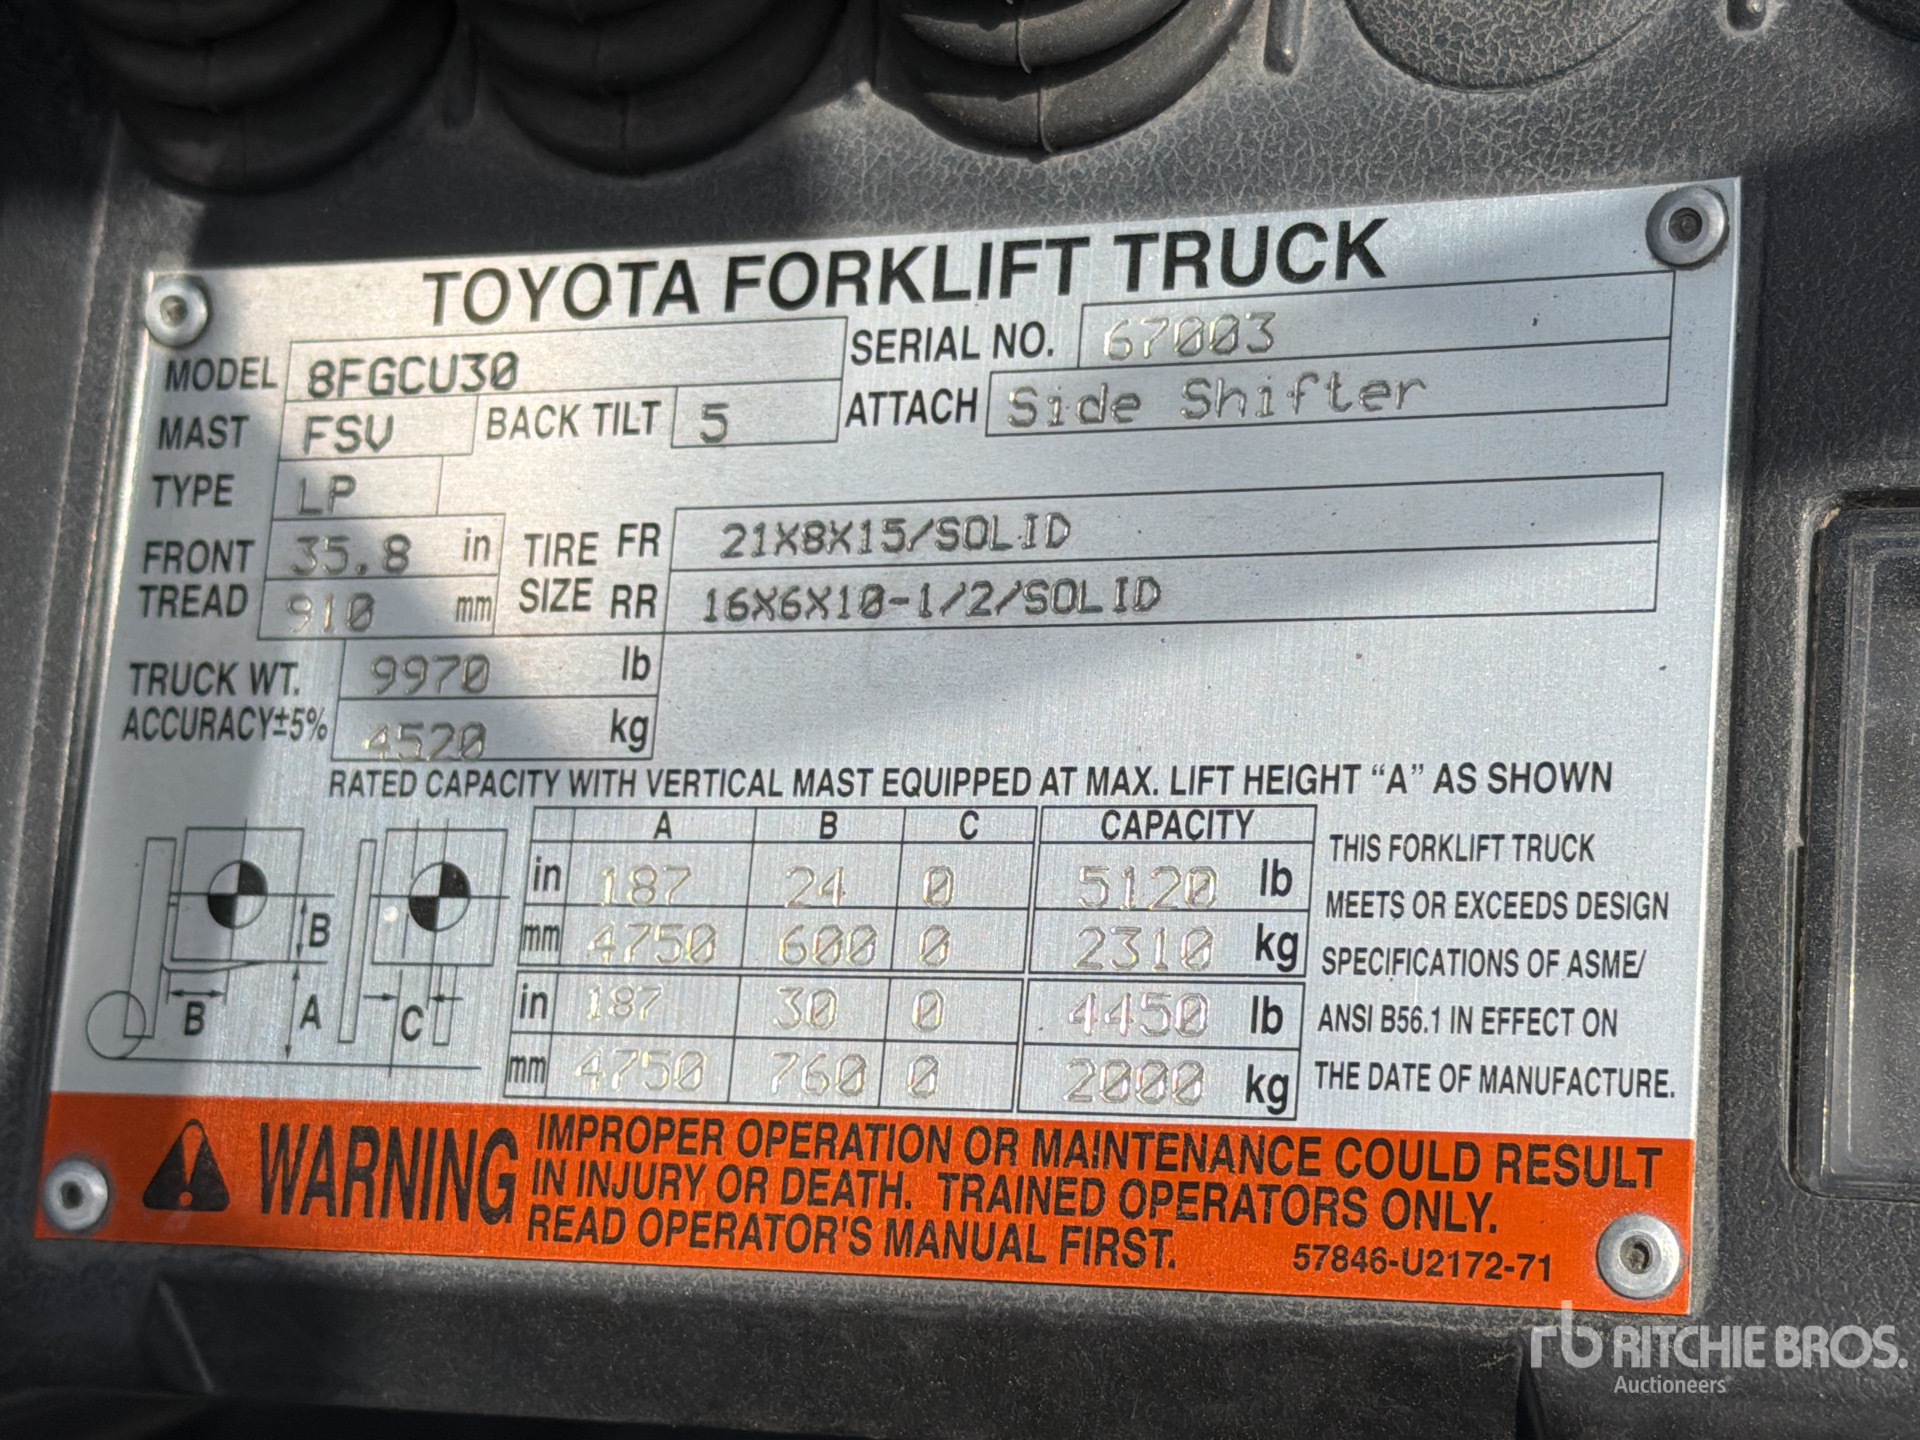 TOYOTA FORKLIFT TRUCK
MODEL 8FGCU30 SERIAL NO. 67003
MAST FSV BACK TILT 5 ATTACH Side Shifter
TYPE LP
FRONT TREAD 35.8 in TIRE SIZE FR 21X8X15/SOLID
910 mm RR 16X6X10-1/2/SOLID
TRUCK WT. 9970 lb
ACCURACY±5% 4520 kg
RATED CAPACITY WITH VERTICAL MAST EQUIPPED AT MAX. LIFT HEIGHT “A” AS SHOWN
A B C CAPACITY
in 187 24 0 5120 lb
mm 4750 600 0 2310 kg
in 187 30 0 4450 lb
mm 4750 760 0 2000 kg
B
B
A
C
THIS FORKLIFT TRUCK
MEETS OR EXCEEDS DESIGN
SPECIFICATIONS OF ASME/
ANSI B56.1 IN EFFECT ON
THE DATE OF MANUFACTURE.
WARNING
IMPROPER OPERATION OR MAINTENANCE COULD RESULT
IN INJURY OR DEATH. TRAINED OPERATORS ONLY.
READ OPERATOR'S MANUAL FIRST.
57846-U2172-71
rb RITCHIE BROS.
Auctioneers